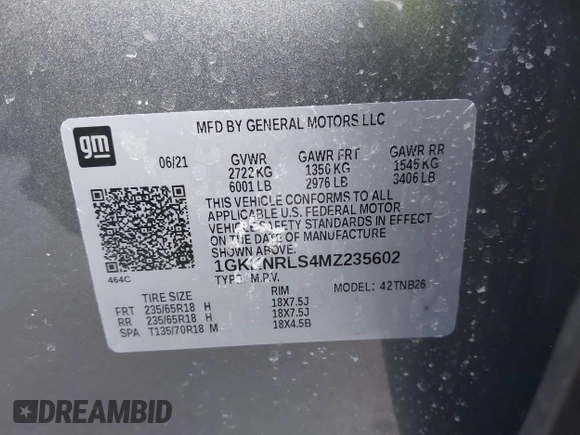 gm
MFD BY GENERAL MOTORS LLC
06/21 GVWR GAWR FRT GAWR RR
2722 KG 1350 KG 1545 KG
6001 LB 2976 LB 3406 LB
THIS VEHICLE CONFORMS TO ALL
APPLICABLE U.S. FEDERAL MOTOR
VEHICLE SAFETY STANDARDS IN EFFECT
ON THE DATE OF MANUFACTURE
SHOWN ABOVE.
464C
TYPE: M.P.V. MODEL: 42TNB26
TIRE SIZE RIM
FRT 235/65R18 H 18X7.5J
RR 235/65R18 H 18X7.5J
SPA T135/70R18 M 18X4.5B
DREAMBID